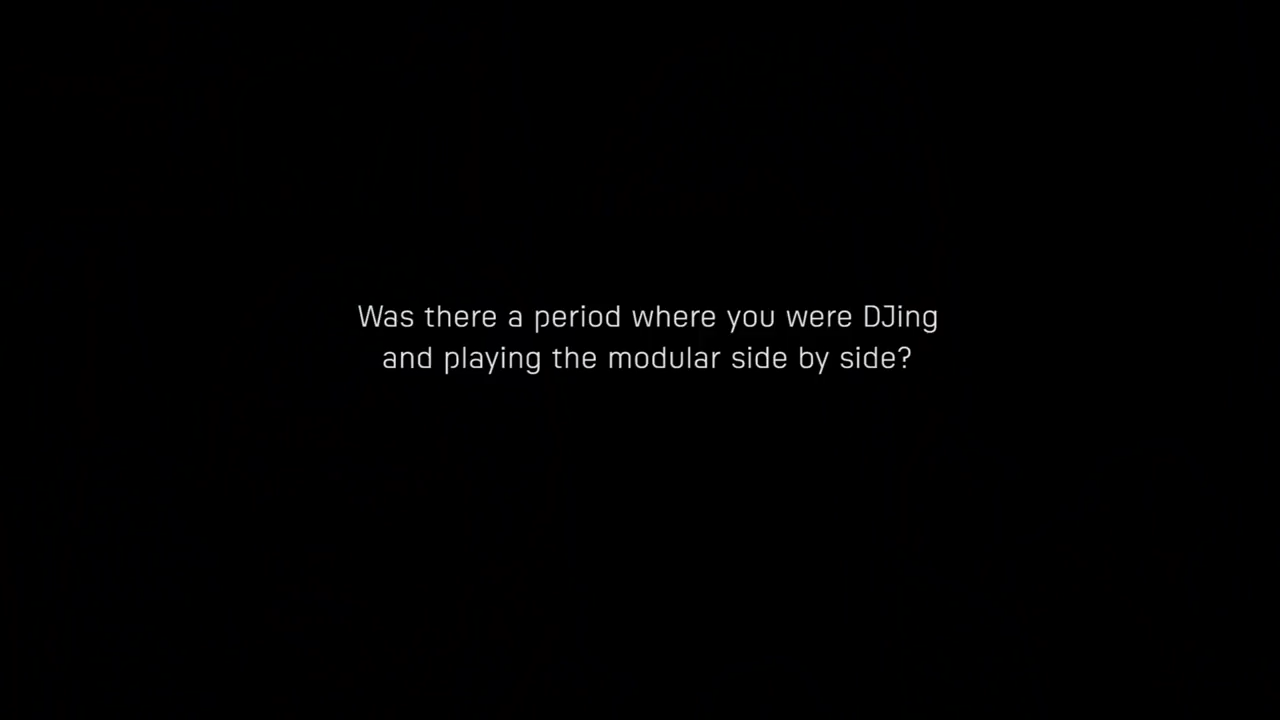 Was there a period where you were DJing
and playing the modular side by side?